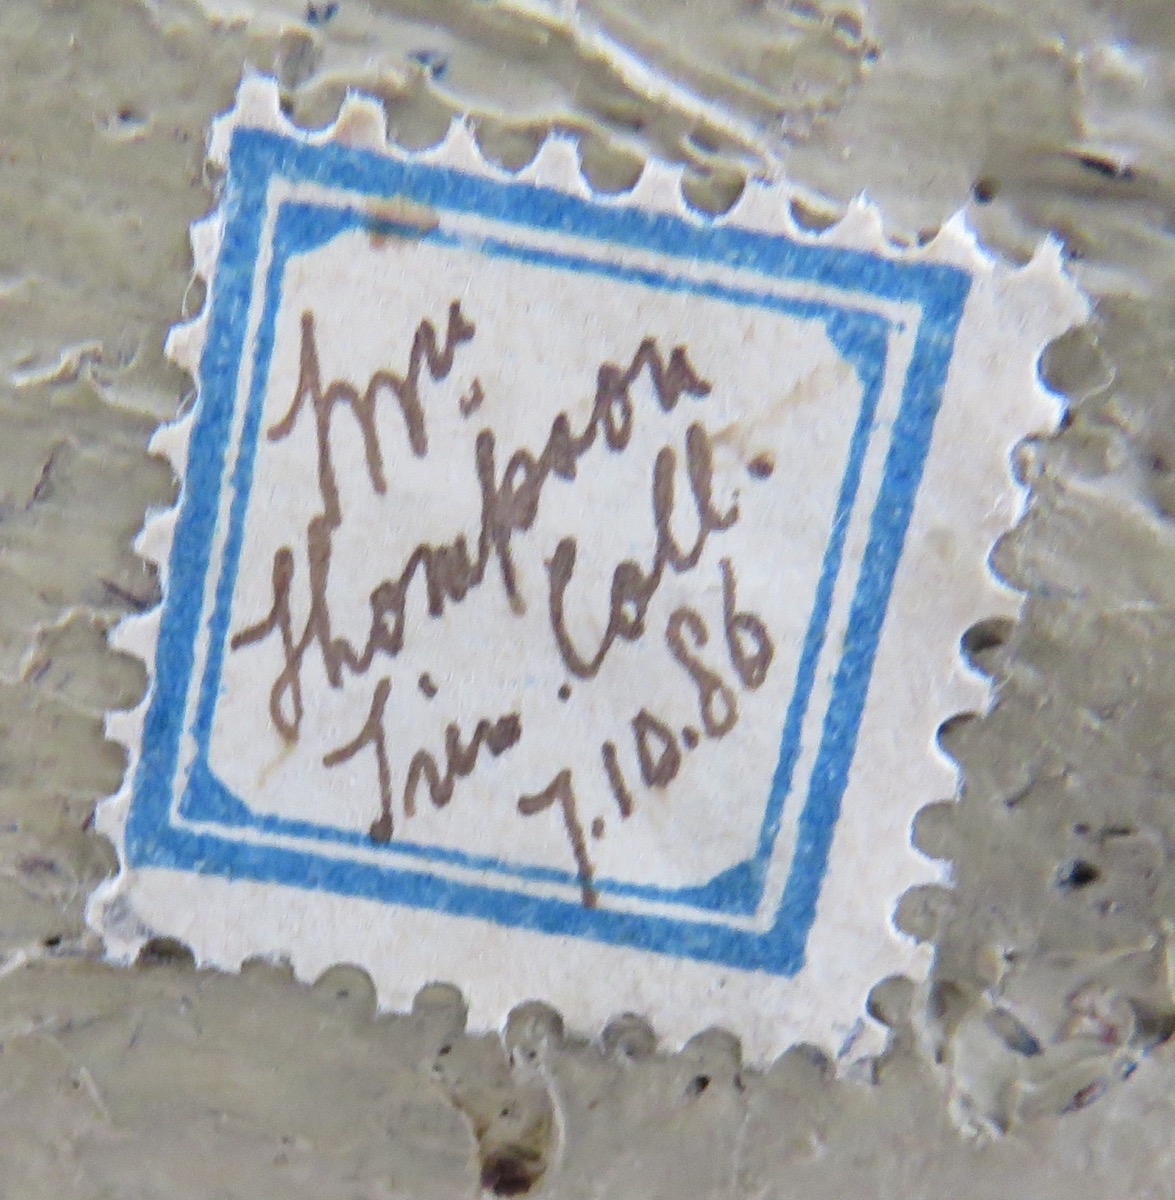 Mr.
Thompson
Trin. Coll.
7.10.86